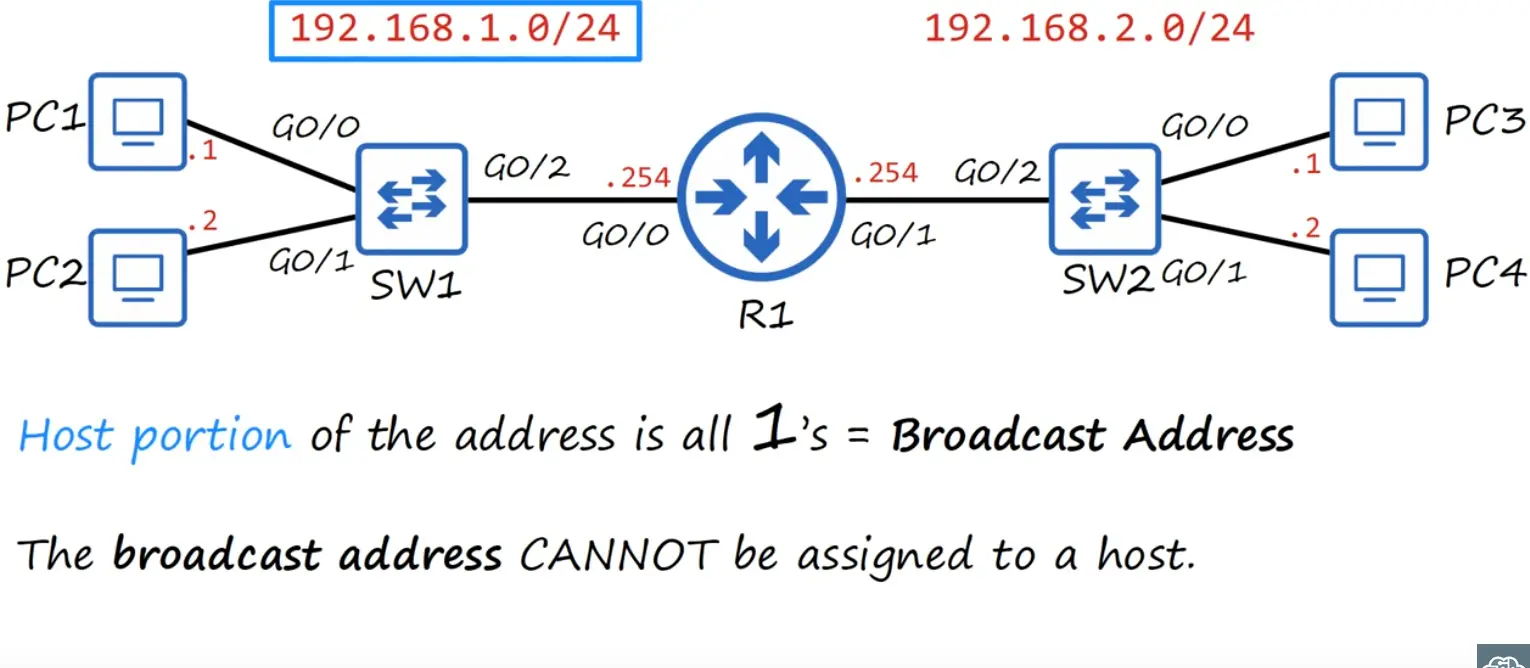 192.168.1.0/24 192.168.2.0/24
PC1 G0/0 G0/0 PC3
.1 G0/2 .254 .254 G0/2 .1
.2 G0/0 G0/1 .2
PC2 G0/1 SW1 SW2 G0/1 PC4
R1
Host portion of the address is all 1's = Broadcast Address
The broadcast address CANNOT be assigned to a host.